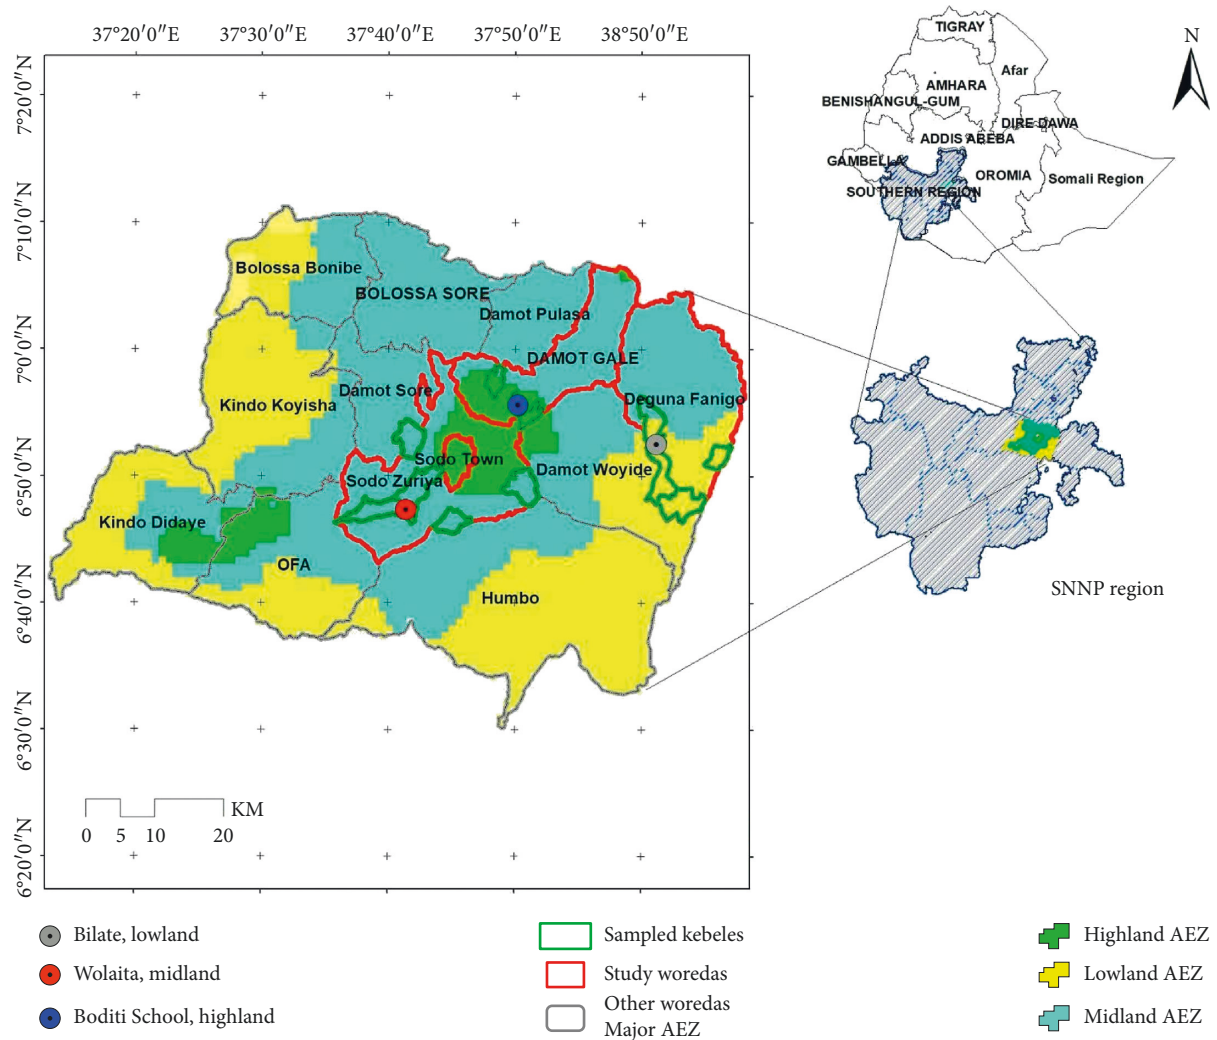 37°20′0″E 37°30′0″E 37°40′0″E 37°50′0″E 38°50′0″E
7°20′0″N
7°10′0″N
7°0′0″N
6°50′0″N
6°40′0″N
6°30′0″N
6°20′0″N
Bolossa Bonibe
BOLOSSA SORE
Damot Pulasa
DAMOT GALE
Damot Sore
Deguna Fanigo
Kindo Koyisha
Sodo Town
Damot Woyide
Sodo Zuriya
Kindo Didaye
OFA
Humbo
KM
0 5 10 20
N
TIGRAY
Afar
AMHARA
BENISHANGUL-GUM
DIRE DAWA
ADDIS ABEBA
GAMBELLA
OROMIA
Somali Region
SOUTHERN REGION
SNNP region
Bilate, lowland
Wolaita, midland
Boditi School, highland
Sampled kebeles
Study woredas
Other woredas
Major AEZ
Highland AEZ
Lowland AEZ
Midland AEZ